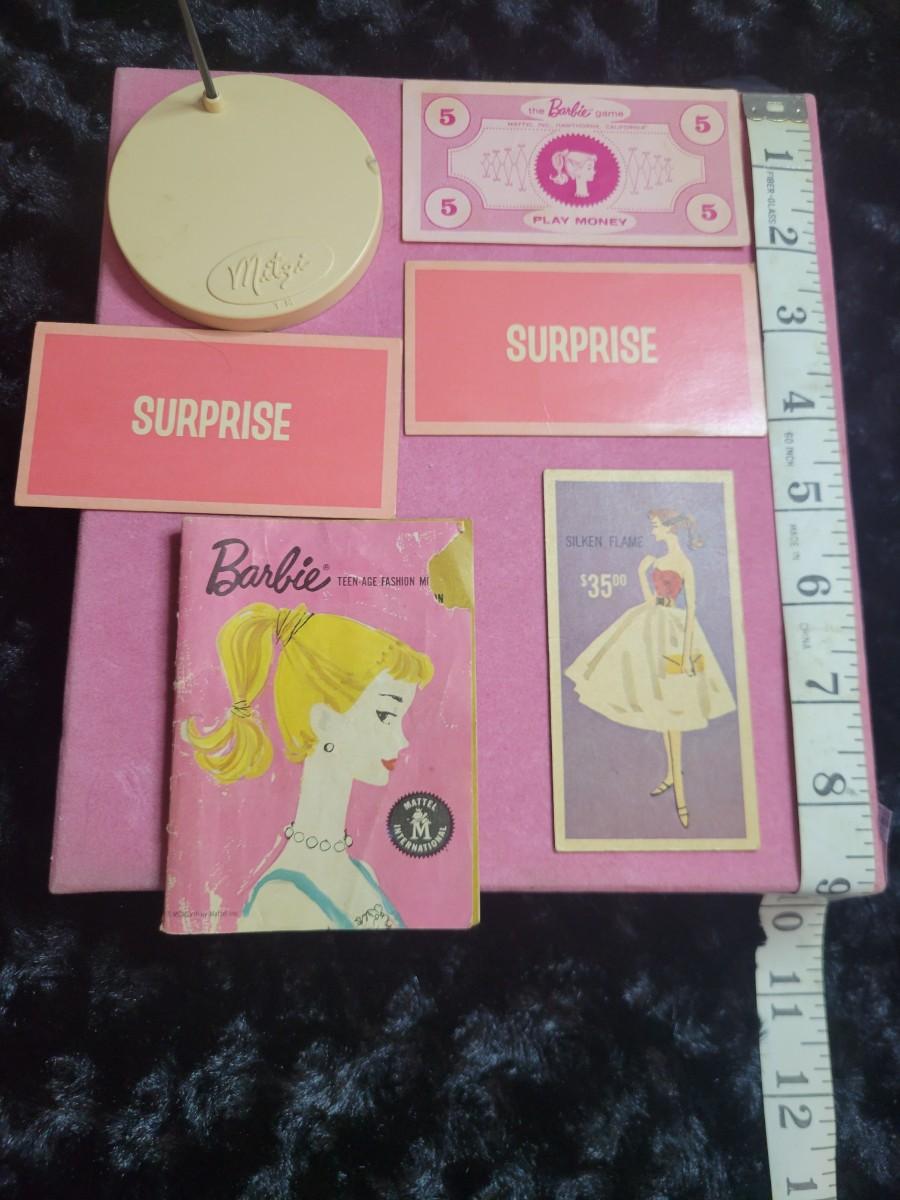 Mitzi
5
the Barbie game
5
MATTEL, INC., HAWTHORNE, CALIFORNIA
5
PLAY MONEY
5
SURPRISE
SURPRISE
Barbie® TEEN-AGE FASHION
MATTEL
M
INTERNATIONAL
SILKEN FLAME
$3500
1
FIBER-GLASS
2
3
4
60 INCH
5
MADE IN
6
CHINA
7
8
9
10
11
12
1